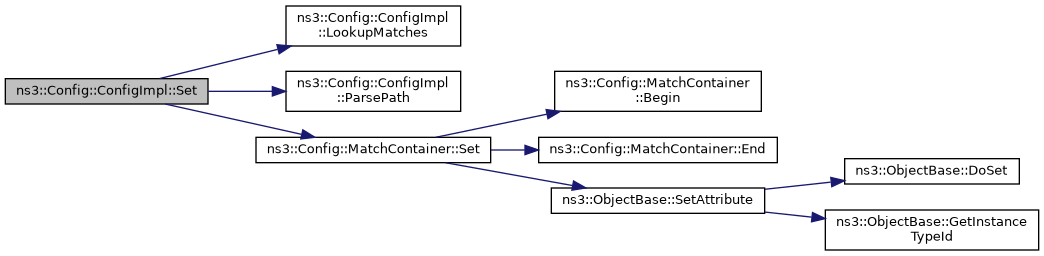 ns3::Config::ConfigImpl
::LookupMatches
ns3::Config::ConfigImpl::Set
ns3::Config::ConfigImpl
::ParsePath
ns3::Config::MatchContainer::Set
ns3::Config::MatchContainer
::Begin
ns3::Config::MatchContainer::End
ns3::ObjectBase::SetAttribute
ns3::ObjectBase::DoSet
ns3::ObjectBase::GetInstance
TypeId